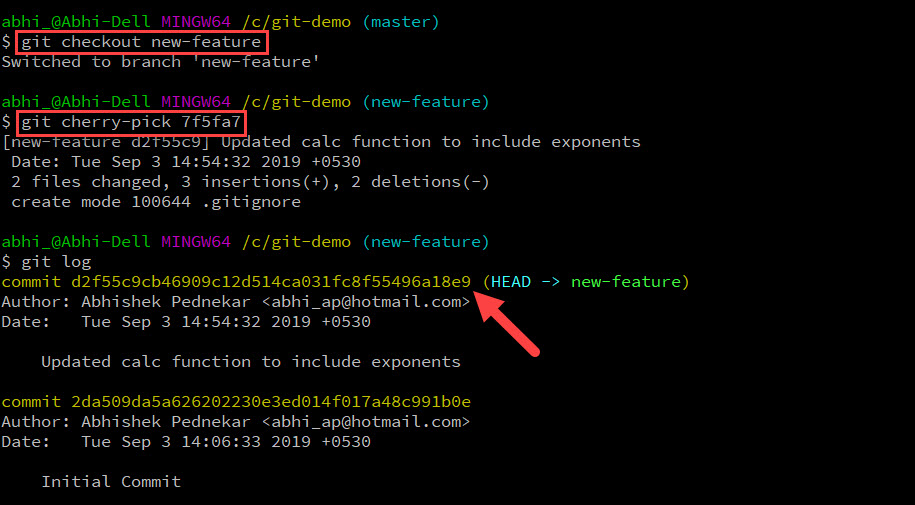 abhi_@Abhi-Dell MINGW64 /c/git-demo (master)
$ git checkout new-feature
Switched to branch 'new-feature'
abhi_@Abhi-Dell MINGW64 /c/git-demo (new-feature)
$ git cherry-pick 7f5fa7
[new-feature d2f55c9] Updated calc function to include exponents
Date: Tue Sep 3 14:54:32 2019 +0530
2 files changed, 3 insertions(+), 2 deletions(-)
create mode 100644 .gitignore
abhi_@Abhi-Dell MINGW64 /c/git-demo (new-feature)
$ git log
commit d2f55c9cb46909c12d514ca031fc8f55496a18e9 (HEAD -> new-feature)
Author: Abhishek Pednekar <abhi_ap@hotmail.com>
Date:   Tue Sep 3 14:54:32 2019 +0530
Updated calc function to include exponents
commit 2da509da5a626202230e3ed014f017a48c991b0e
Author: Abhishek Pednekar <abhi_ap@hotmail.com>
Date:   Tue Sep 3 14:06:33 2019 +0530
Initial Commit